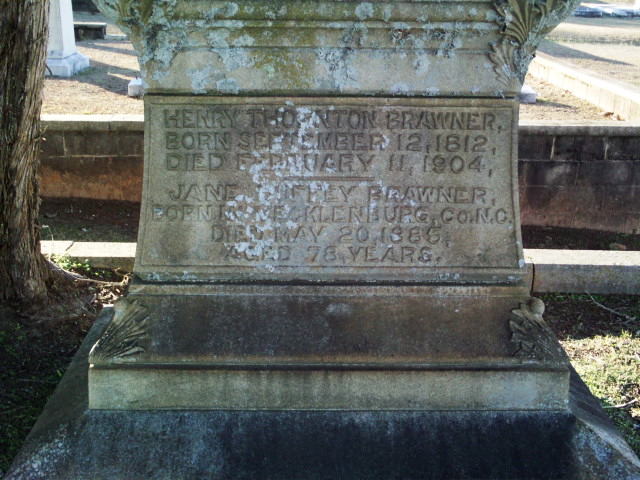 HENRY THORNTON BRAWNER,
BORN SEPTEMBER 12, 1812,
DIED FEBRUARY 11, 1904,
JANE BRAWNER,
BORN IN MECKLENBURG, CO. N.C.
DIED MAY 20, 1886,
AGED 78 YEARS.